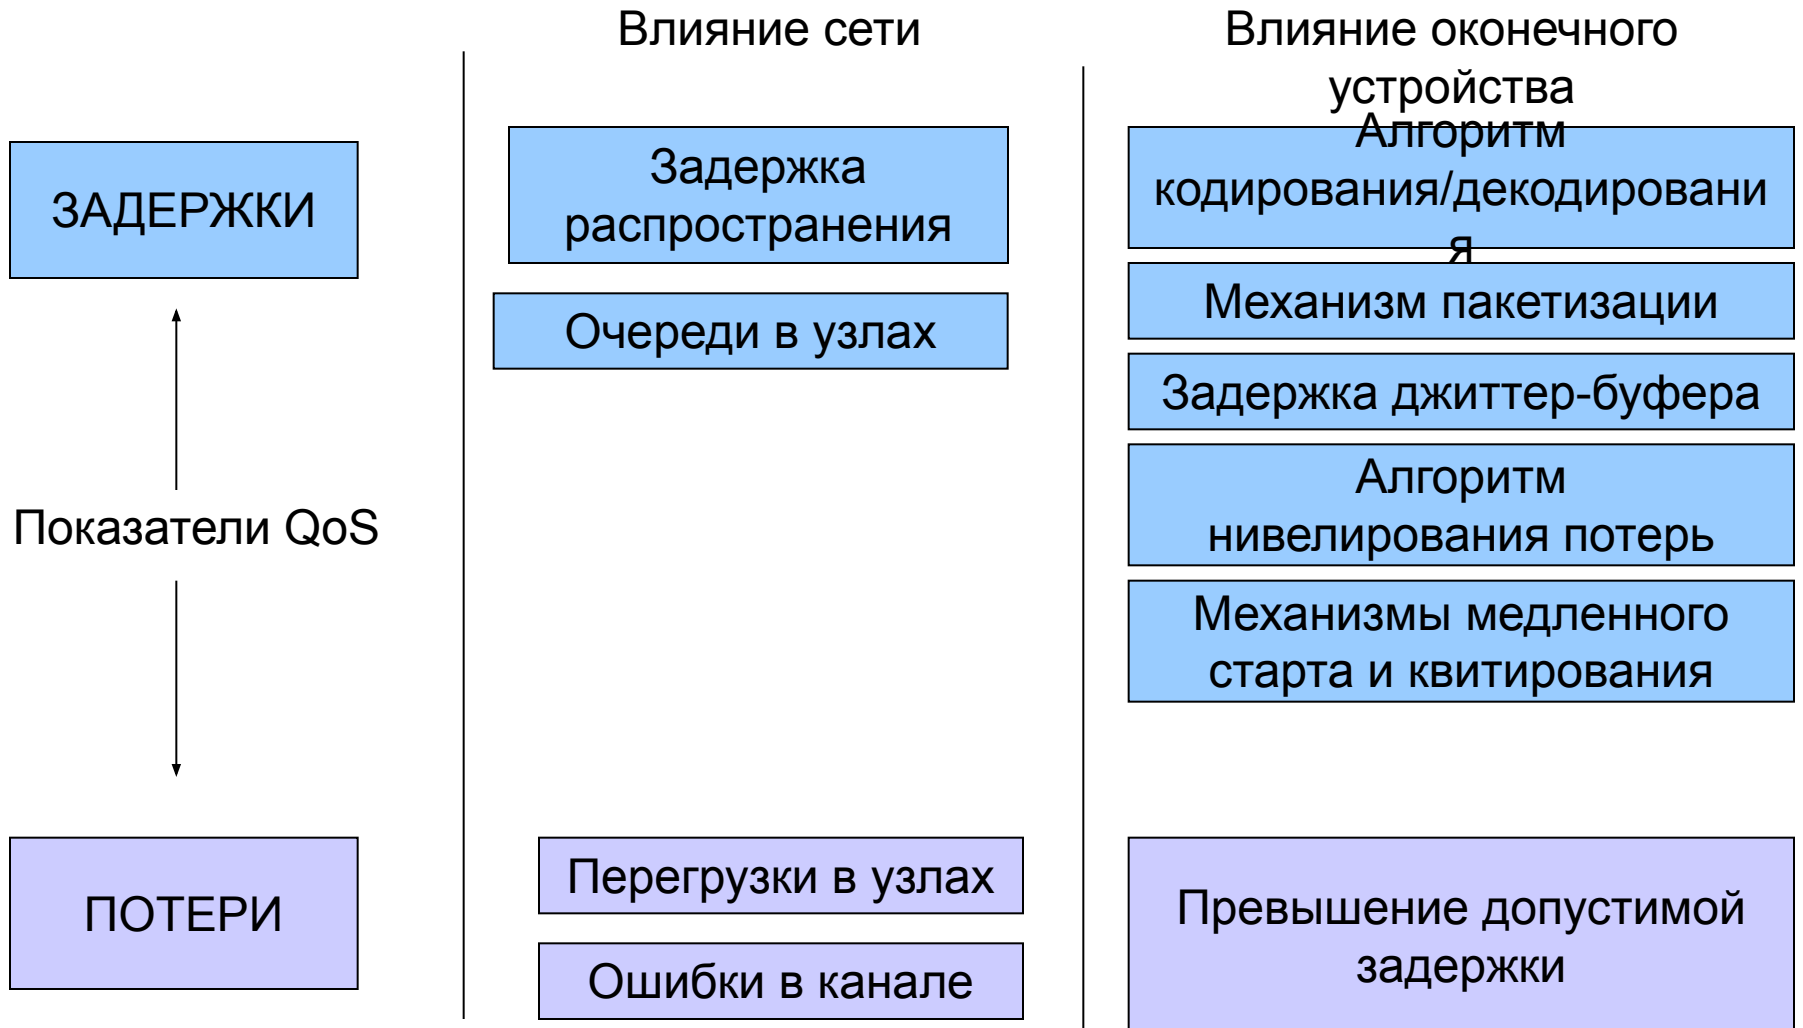 Влияние сети
Влияние оконечного
устройства
ЗАДЕРЖКИ
Задержка
распространения
Очереди в узлах
Алгоритм
кодирования/декодировани
я
Механизм пакетизации
Задержка джиттер-буфера
Алгоритм
нивелирования потерь
Механизмы медленного
старта и квитирования
Показатели QoS
ПОТЕРИ
Перегрузки в узлах
Ошибки в канале
Превышение допустимой
задержки